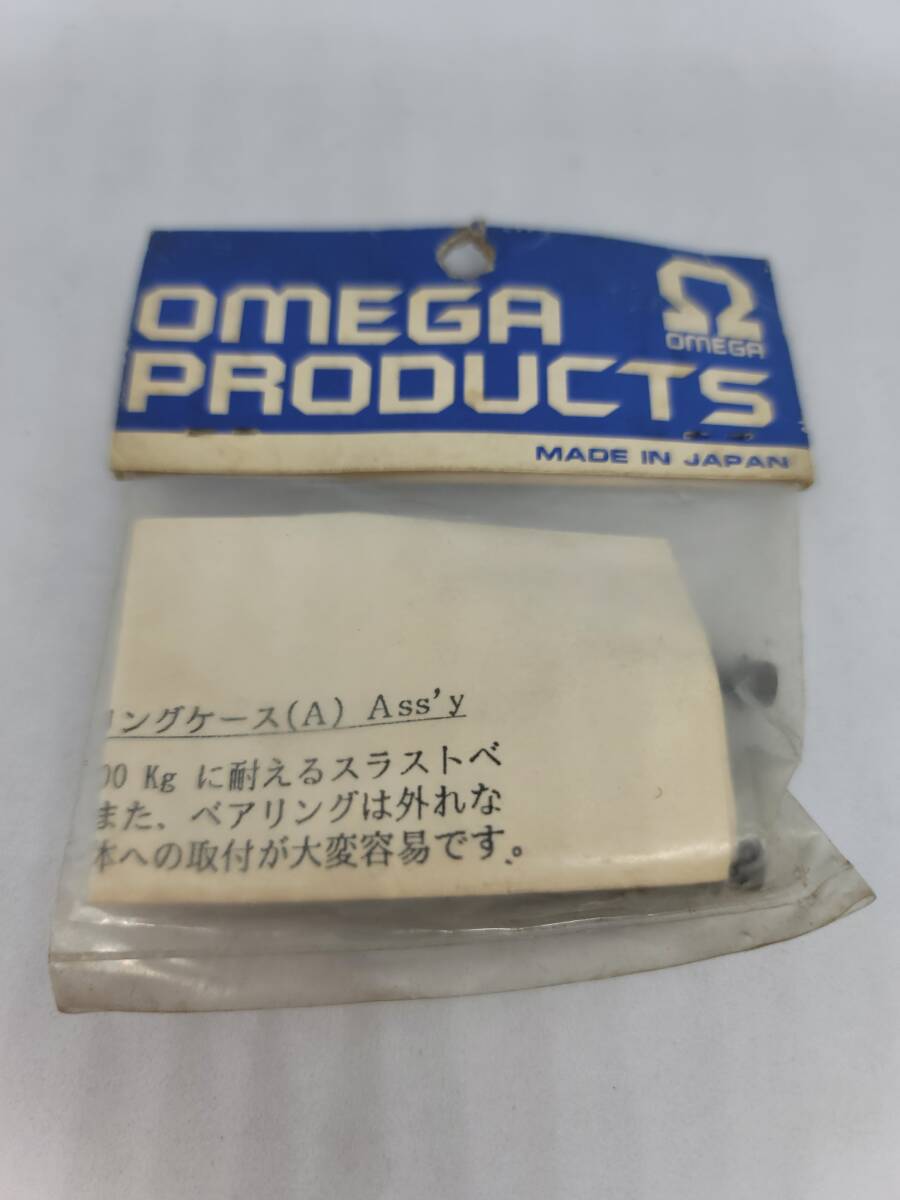 OMEGA
PRODUCTS
Ω
OMEGA
MADE IN JAPAN
リングケース(A) Ass'y
00 Kg に耐えるスラストベ
また、ベアリングは外れな
本への取付が大変容易です。